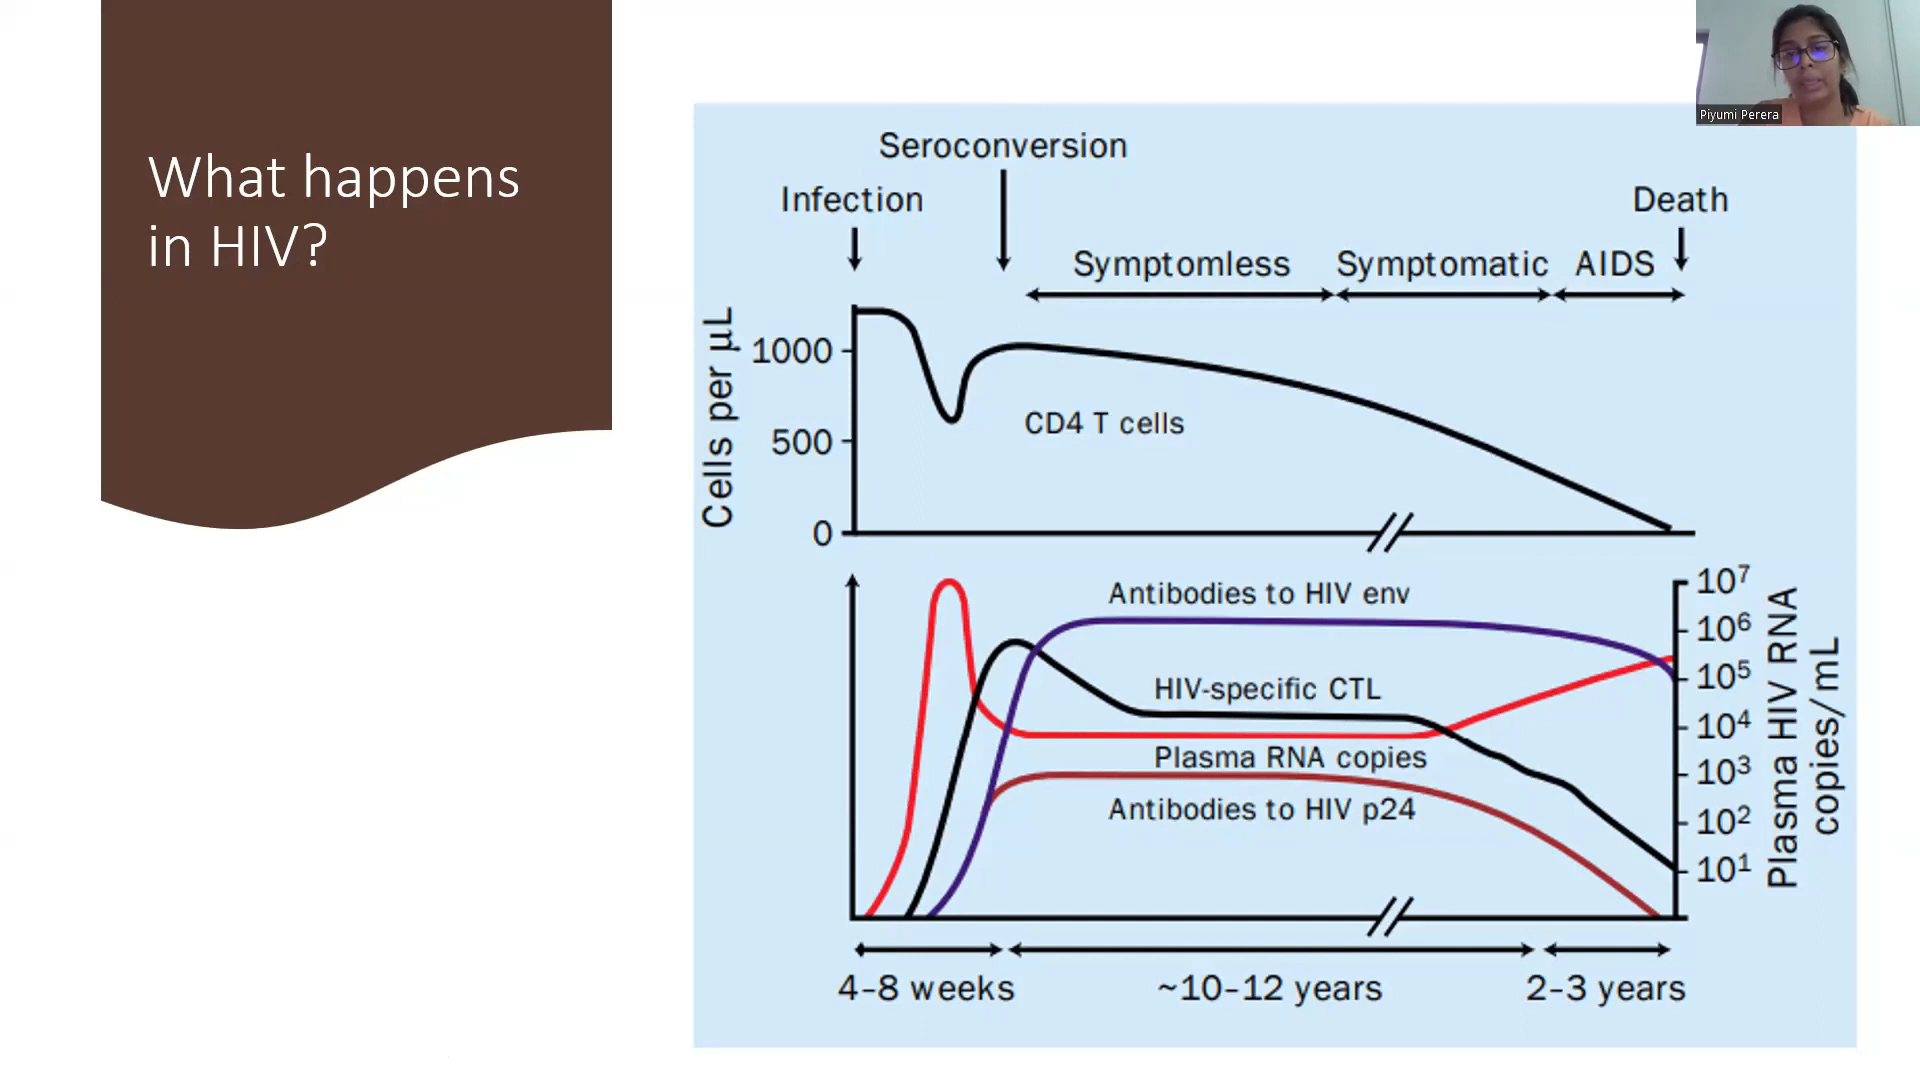 What happens
in HIV?
Piyumi Perera
Seroconversion
Infection
Death
Symptomless
Symptomatic
AIDS
Cells per µL
1000
500
0
CD4 T cells
Antibodies to HIV env
HIV-specific CTL
Plasma RNA copies
Antibodies to HIV p24
10⁷
10⁶
10⁵
10⁴
10³
10²
10¹
Plasma HIV RNA
copies/mL
4–8 weeks
~10–12 years
2–3 years